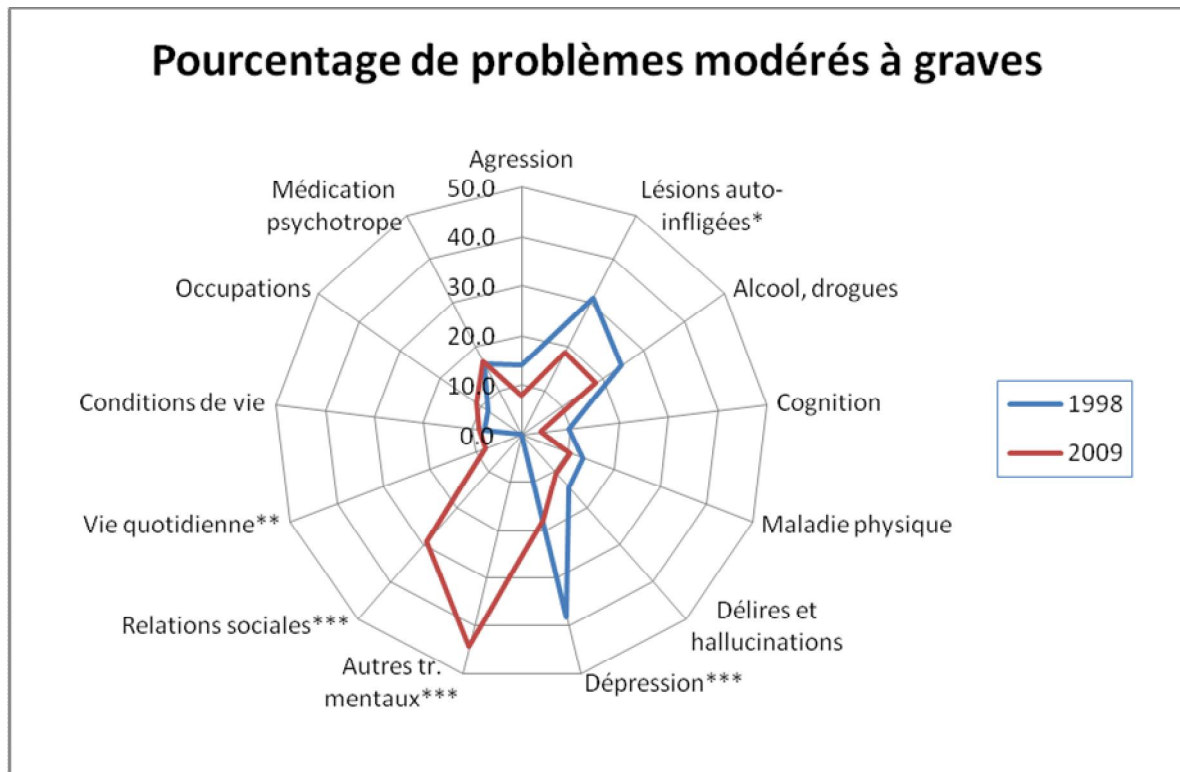 Pourcentage de problèmes modérés à graves
Agression
Lésions auto-
infligées*
Alcool, drogues
Cognition
Maladie physique
Délires et
hallucinations
Dépression***
Autres tr.
mentaux***
Relations sociales***
Vie quotidienne**
Conditions de vie
Occupations
Médication
psychotrope
50.0
40.0
30.0
20.0
10.0
0.0
1998
2009